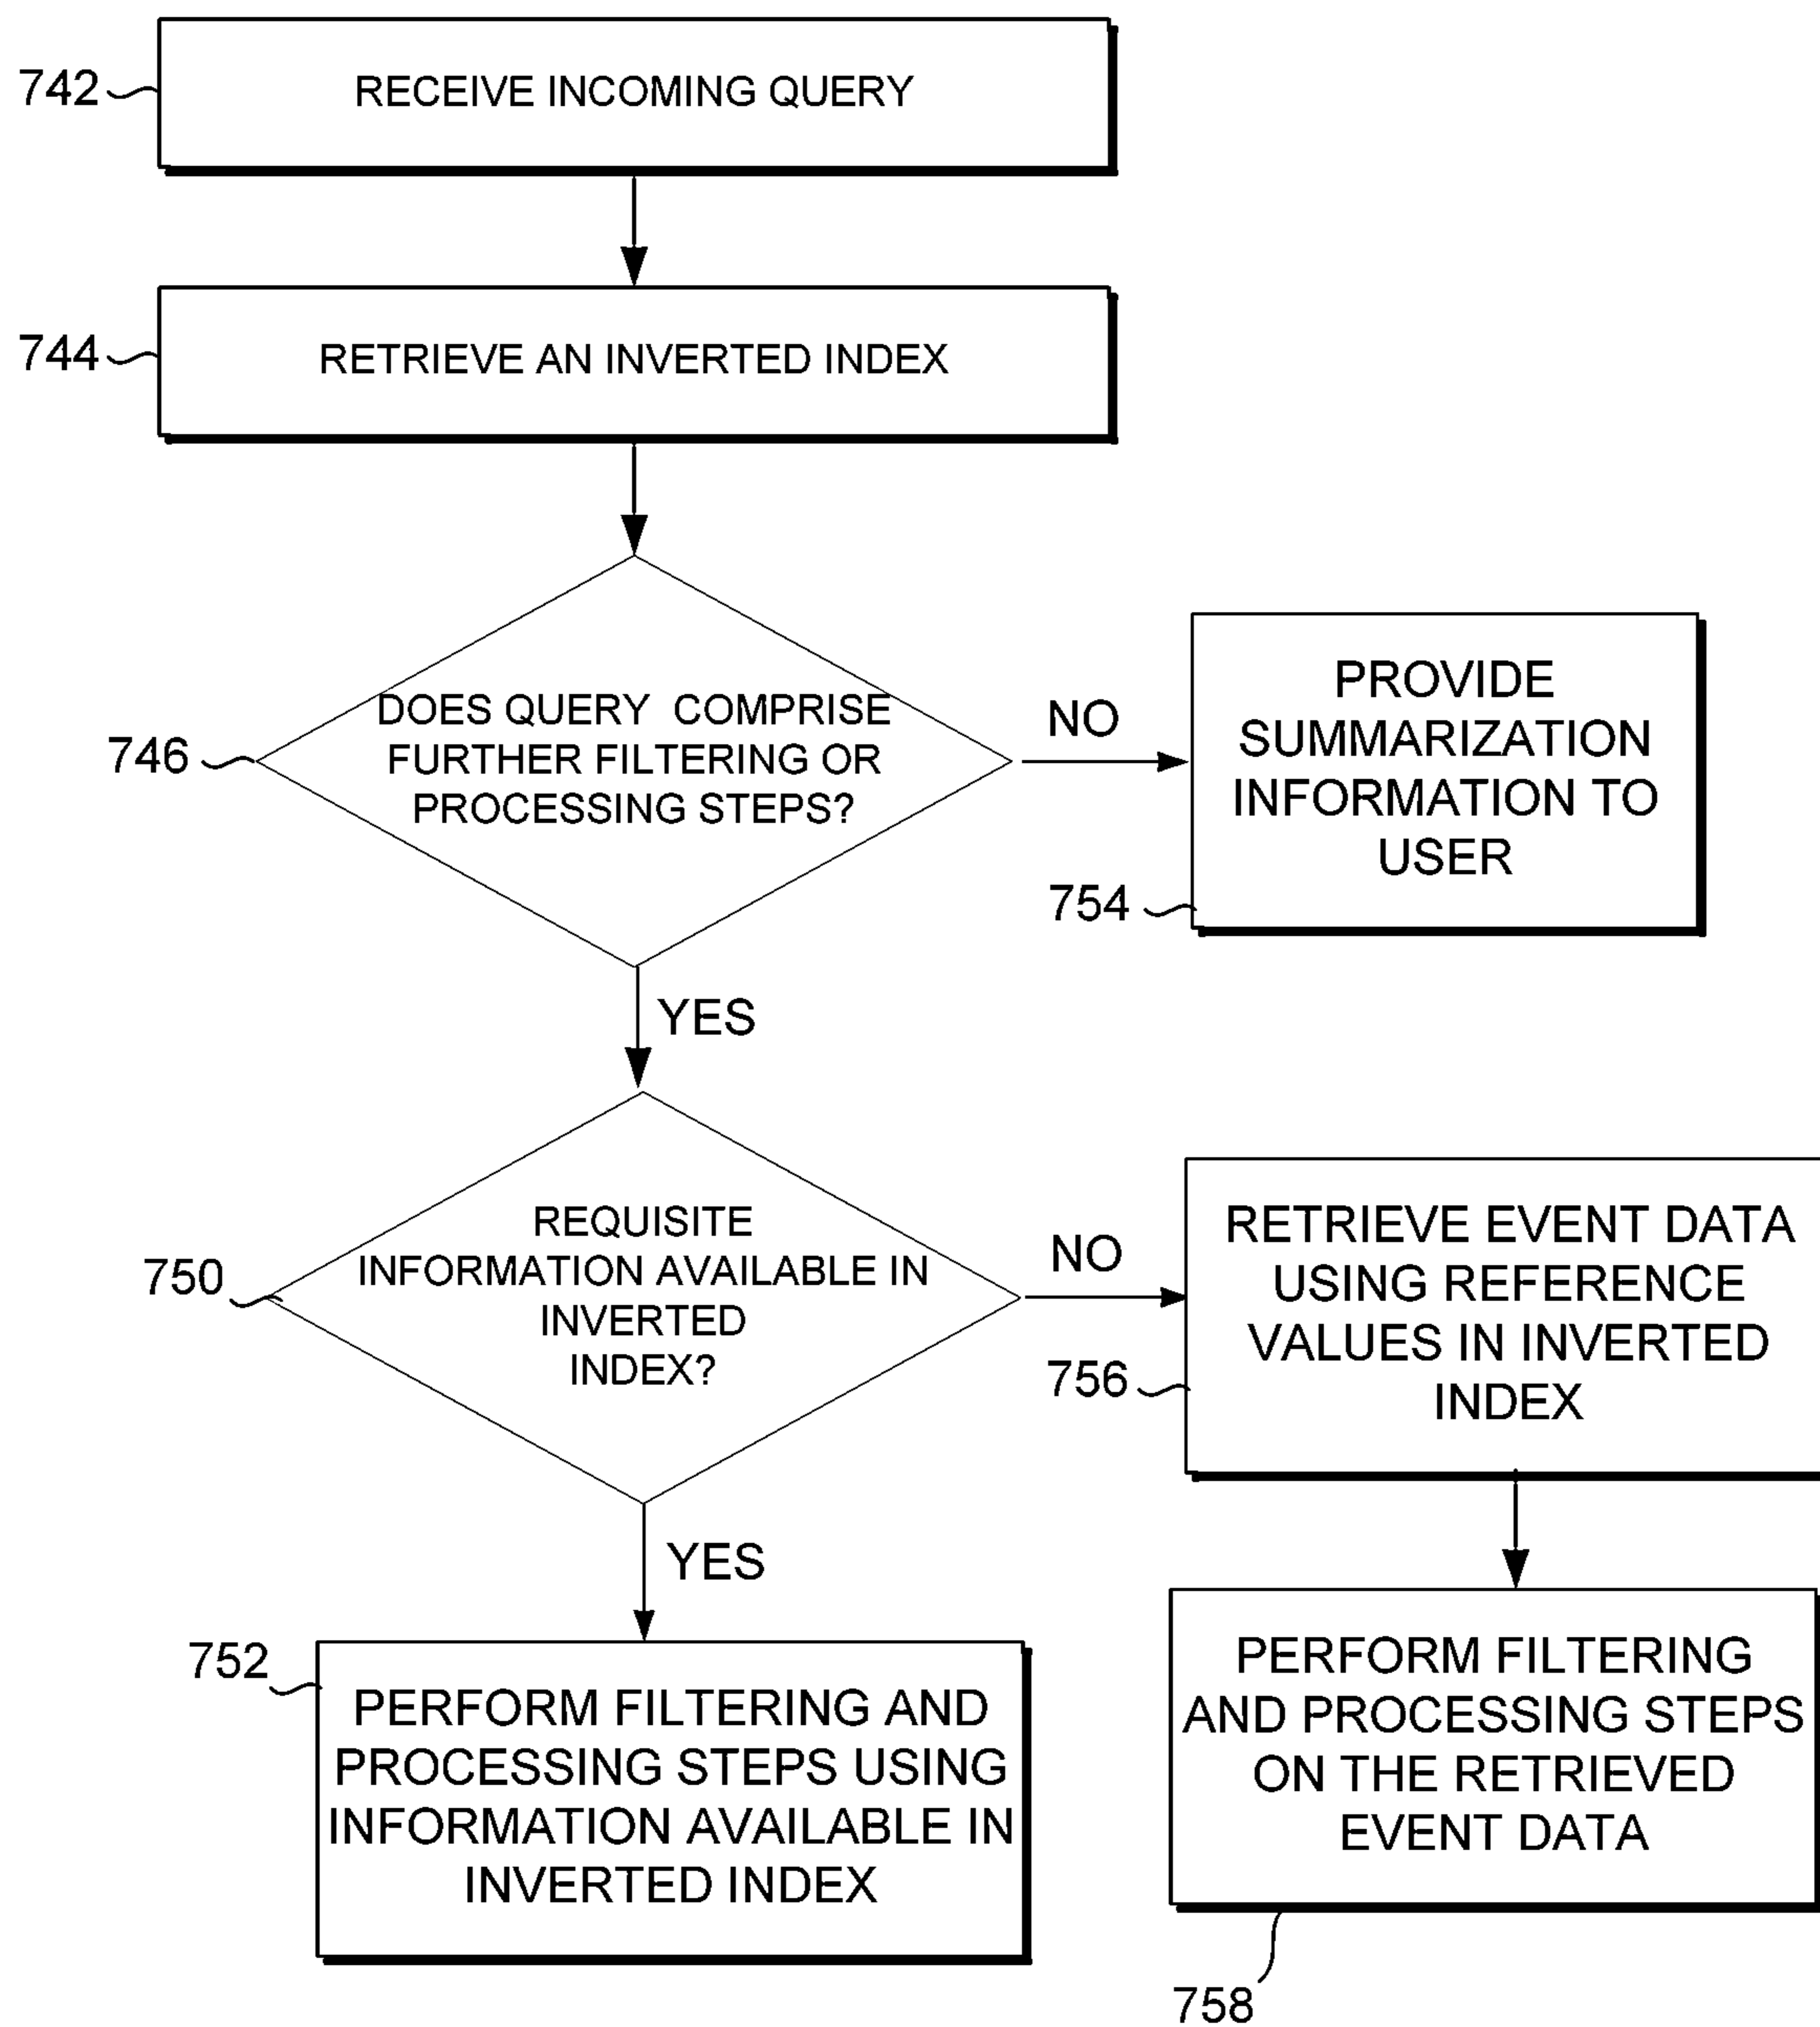 742
RECEIVE INCOMING QUERY
744
RETRIEVE AN INVERTED INDEX
746
DOES QUERY COMPRISE
FURTHER FILTERING OR
PROCESSING STEPS?
NO
PROVIDE
SUMMARIZATION
INFORMATION TO
USER
754
YES
750
REQUISITE
INFORMATION AVAILABLE IN
INVERTED
INDEX?
NO
RETRIEVE EVENT DATA
USING REFERENCE
VALUES IN INVERTED
INDEX
756
YES
752
PERFORM FILTERING AND
PROCESSING STEPS USING
INFORMATION AVAILABLE IN
INVERTED INDEX
PERFORM FILTERING
AND PROCESSING STEPS
ON THE RETRIEVED
EVENT DATA
758